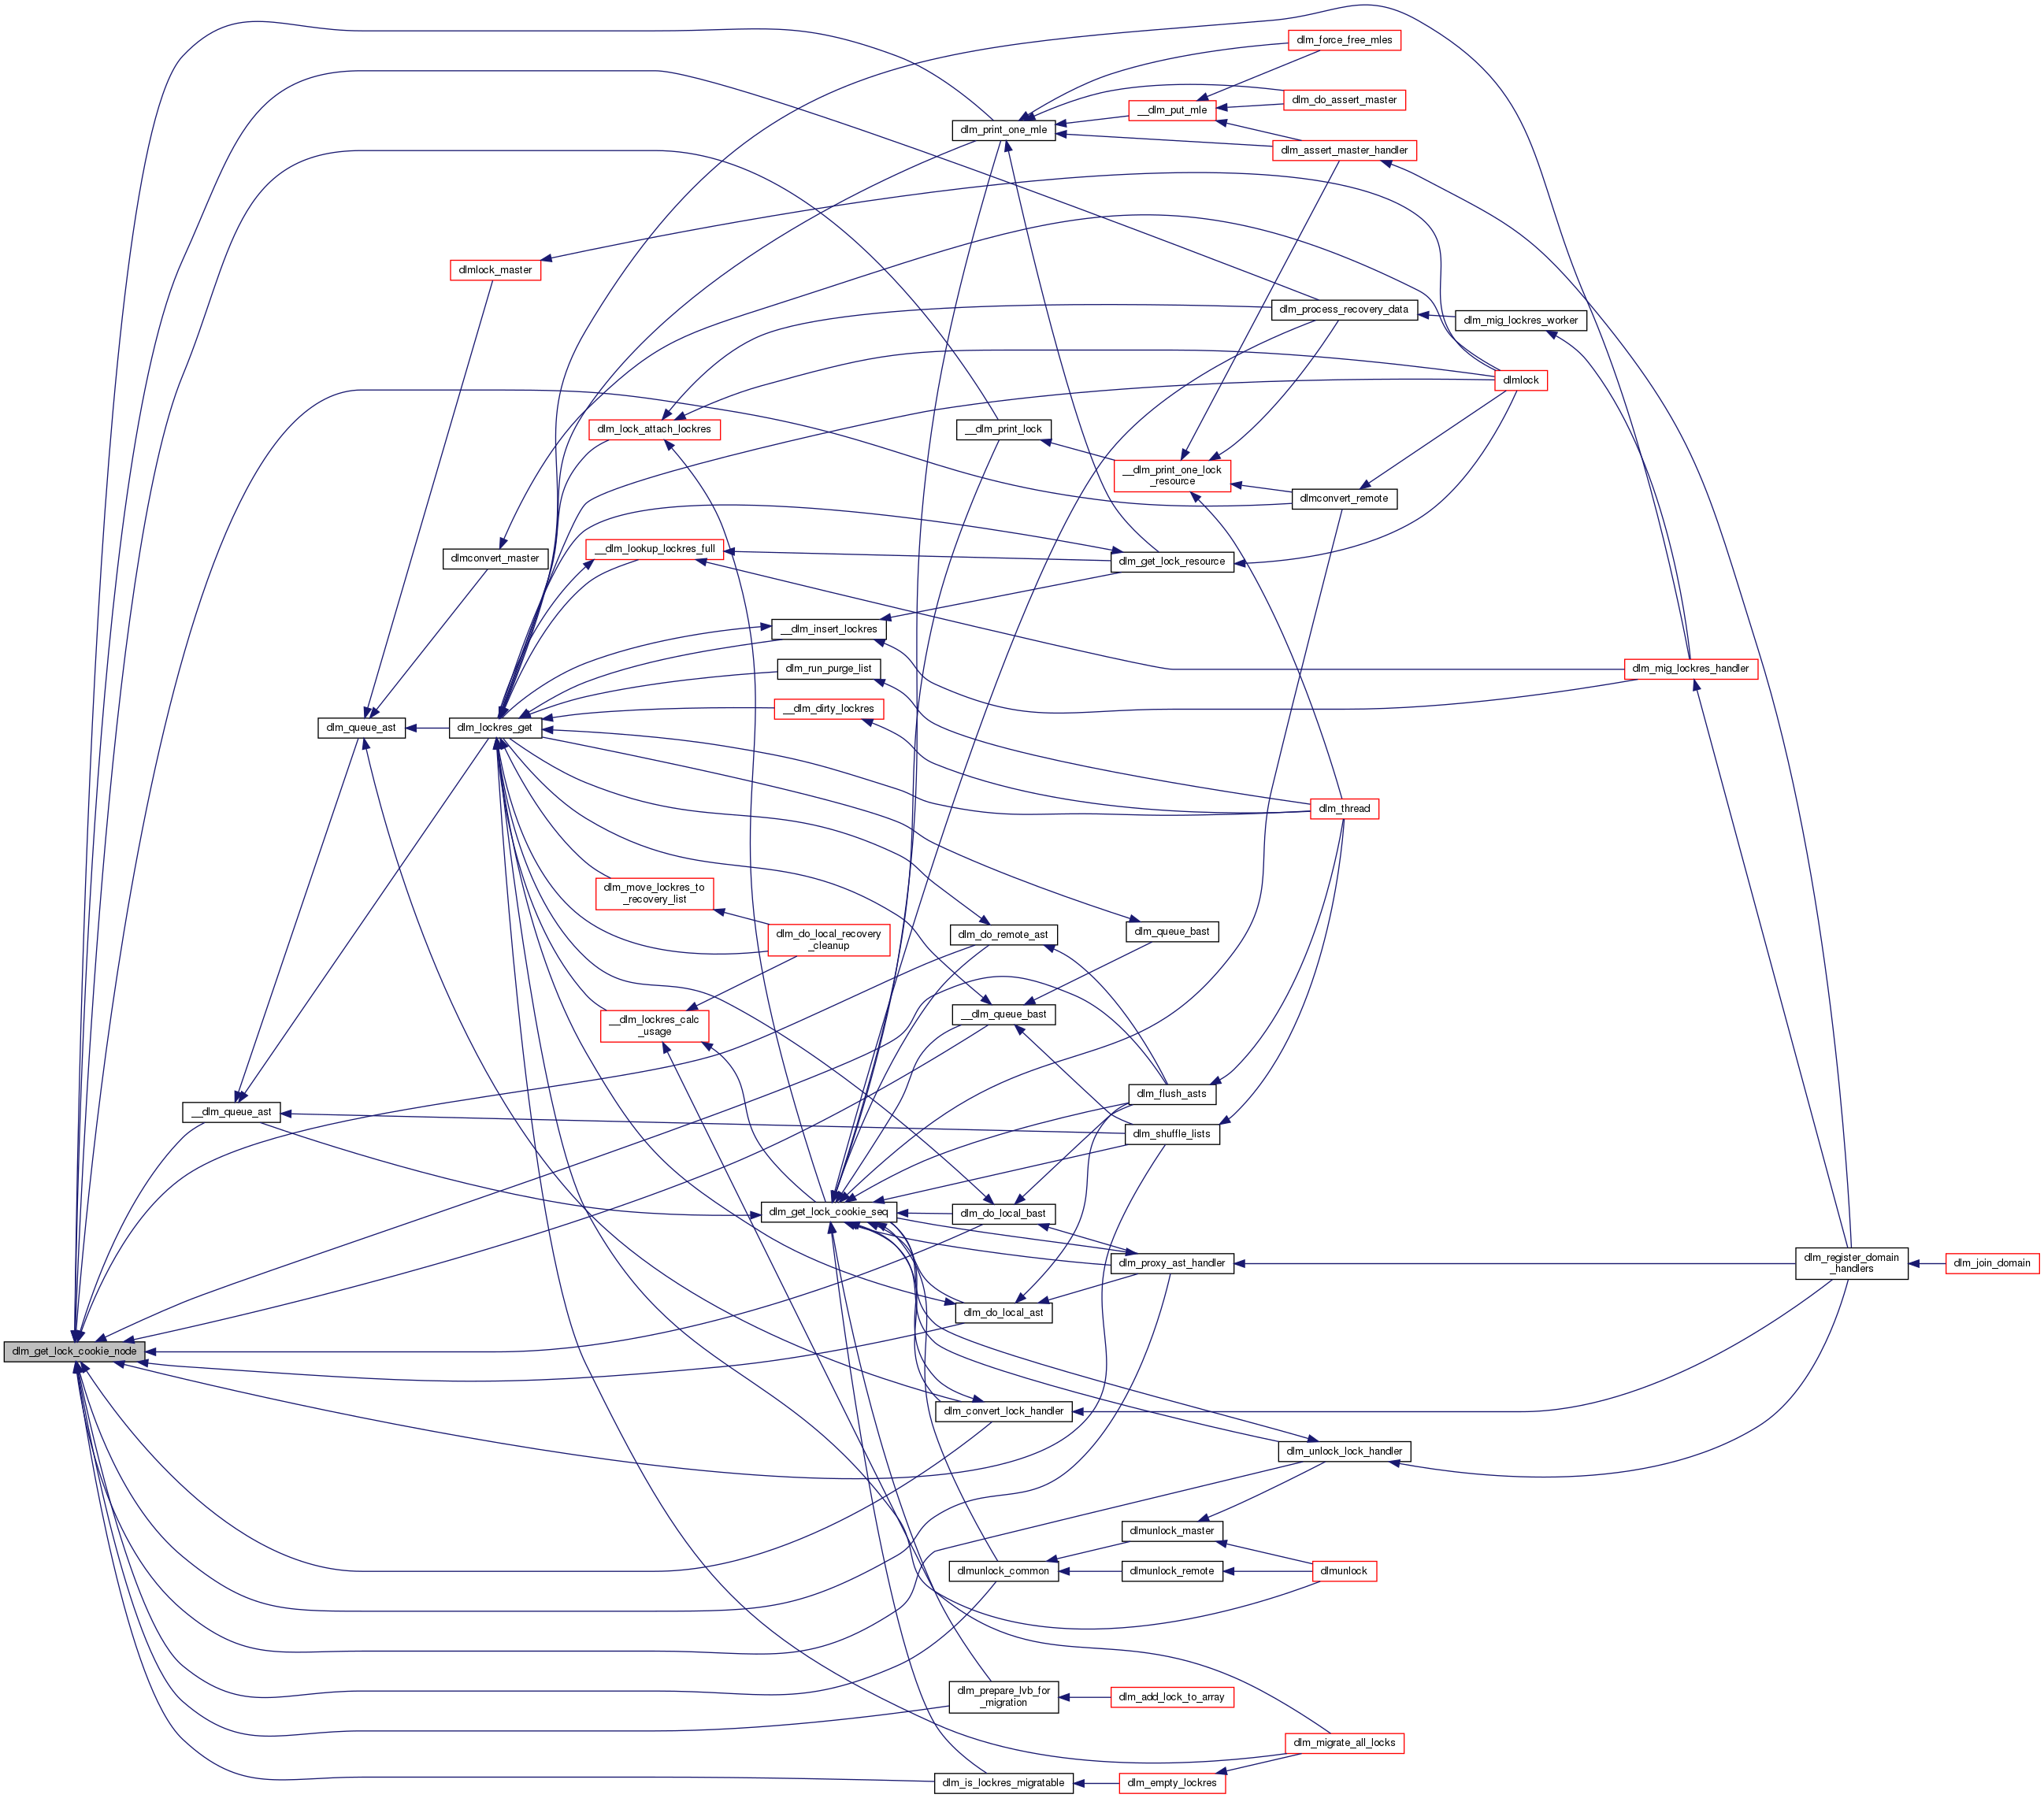 dlm_force_free_mles
dlm_do_assert_master
__dlm_put_mle
dlm_print_one_mle
dlm_assert_master_handler
dlmlock_master
dlm_process_recovery_data
dlm_mig_lockres_worker
dlmlock
dlm_lock_attach_lockres
__dlm_print_lock
__dlm_print_one_lock
_resource
dlmconvert_remote
dlmconvert_master
__dlm_lookup_lockres_full
dlm_get_lock_resource
__dlm_insert_lockres
dlm_run_purge_list
dlm_mig_lockres_handler
__dlm_dirty_lockres
dlm_queue_ast
dlm_lockres_get
dlm_thread
dlm_move_lockres_to
_recovery_list
dlm_do_local_recovery
_cleanup
dlm_do_remote_ast
dlm_queue_bast
__dlm_lockres_calc
_usage
__dlm_queue_bast
dlm_flush_asts
__dlm_queue_ast
dlm_shuffle_lists
dlm_get_lock_cookie_seq
dlm_do_local_bast
dlm_proxy_ast_handler
dlm_register_domain
_handlers
dlm_join_domain
dlm_do_local_ast
dlm_get_lock_cookie_node
dlm_convert_lock_handler
dlm_unlock_lock_handler
dlmunlock_master
dlmunlock_common
dlmunlock_remote
dlmunlock
dlm_prepare_lvb_for
_migration
dlm_add_lock_to_array
dlm_migrate_all_locks
dlm_is_lockres_migratable
dlm_empty_lockres